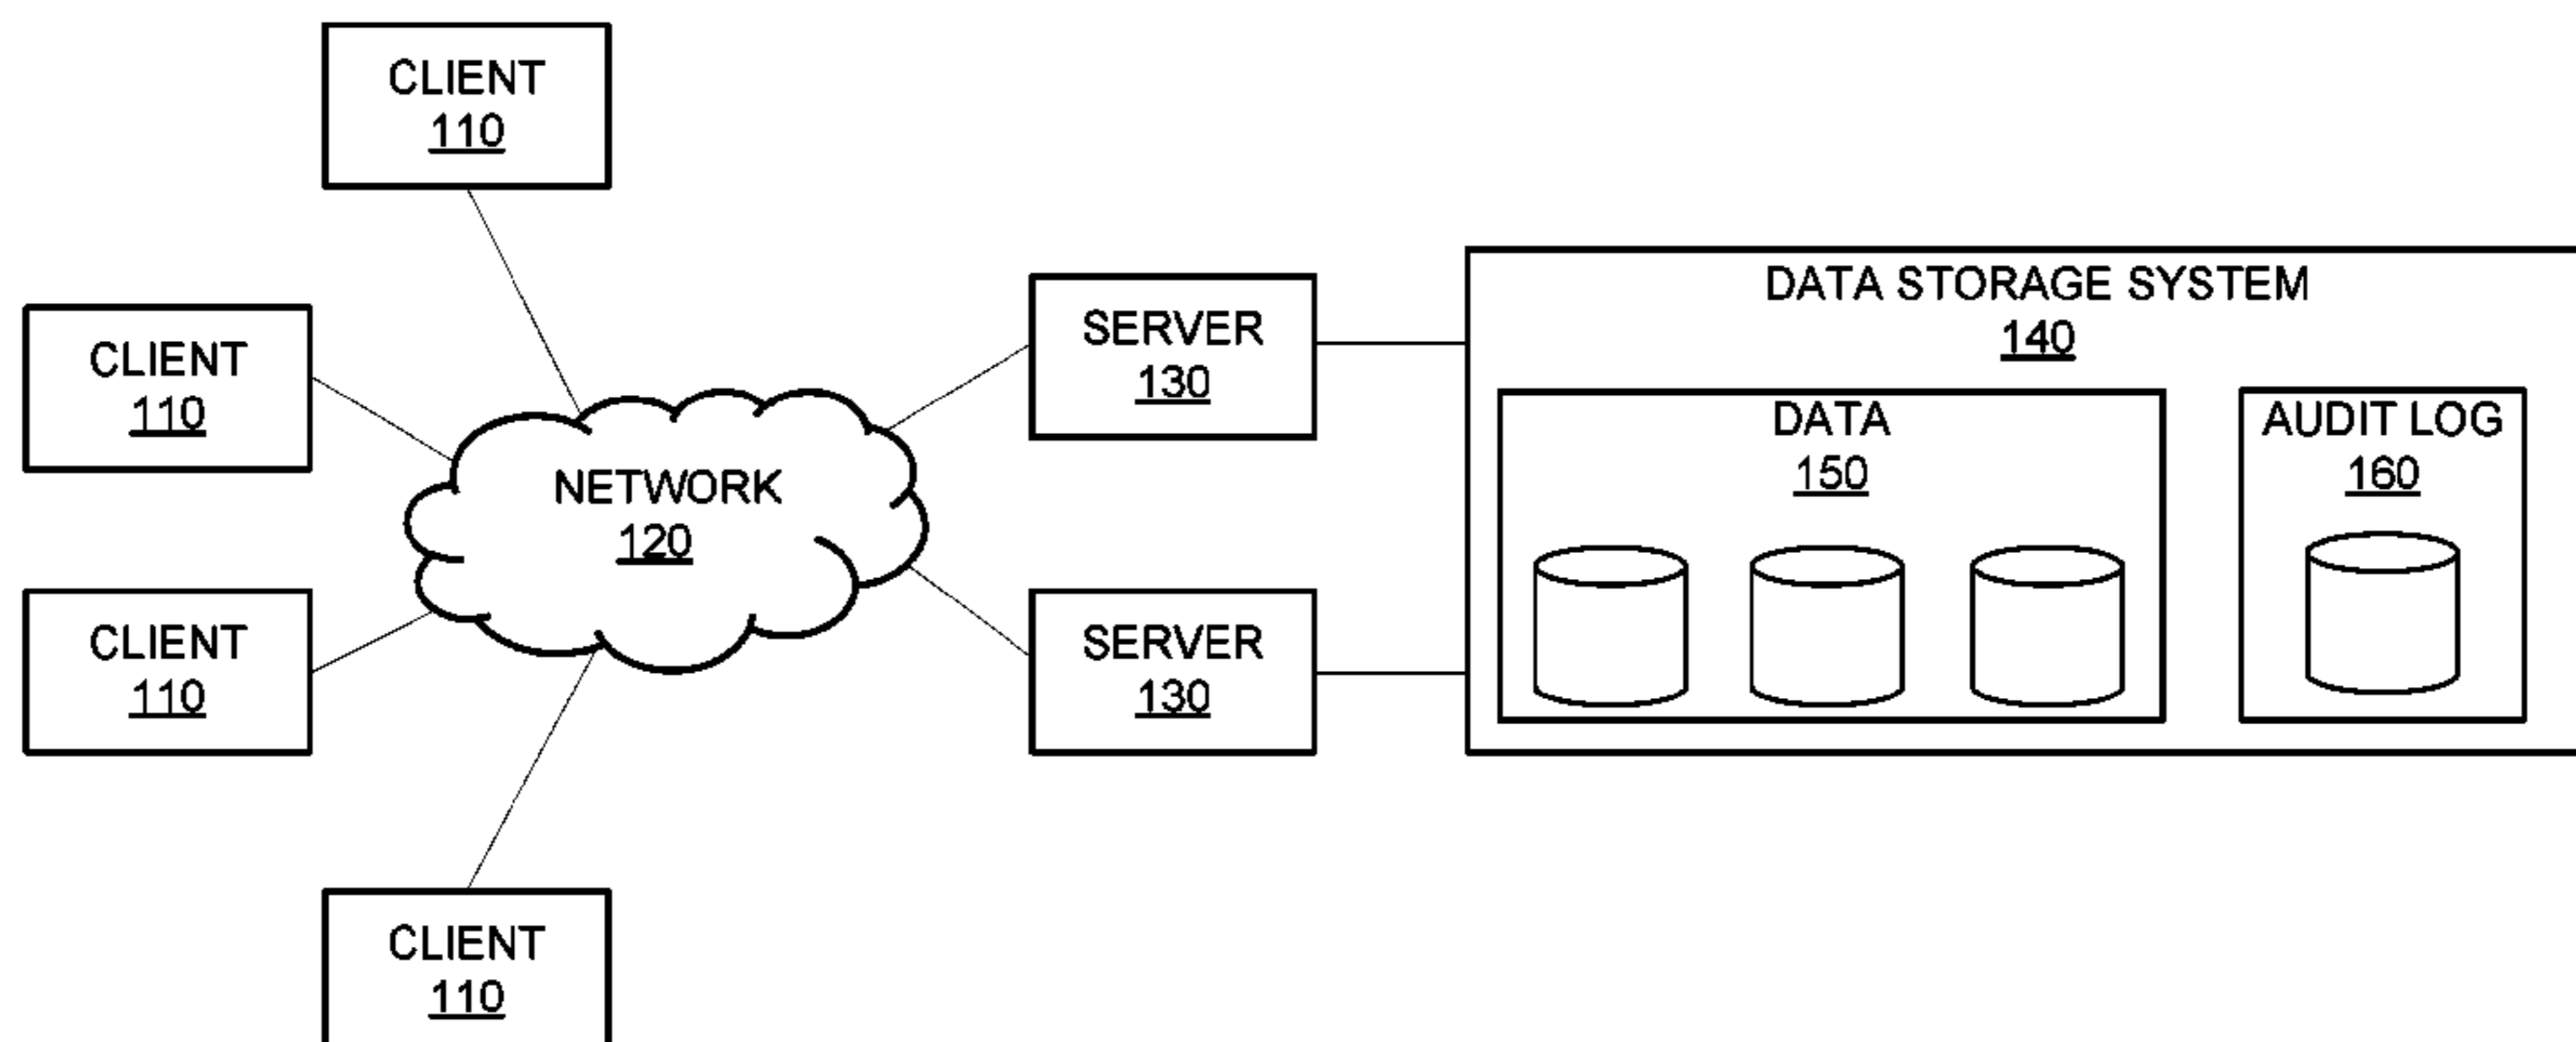 CLIENT
110
CLIENT
110
CLIENT
110
CLIENT
110
NETWORK
120
SERVER
130
SERVER
130
DATA STORAGE SYSTEM
140
DATA
150
AUDIT LOG
160